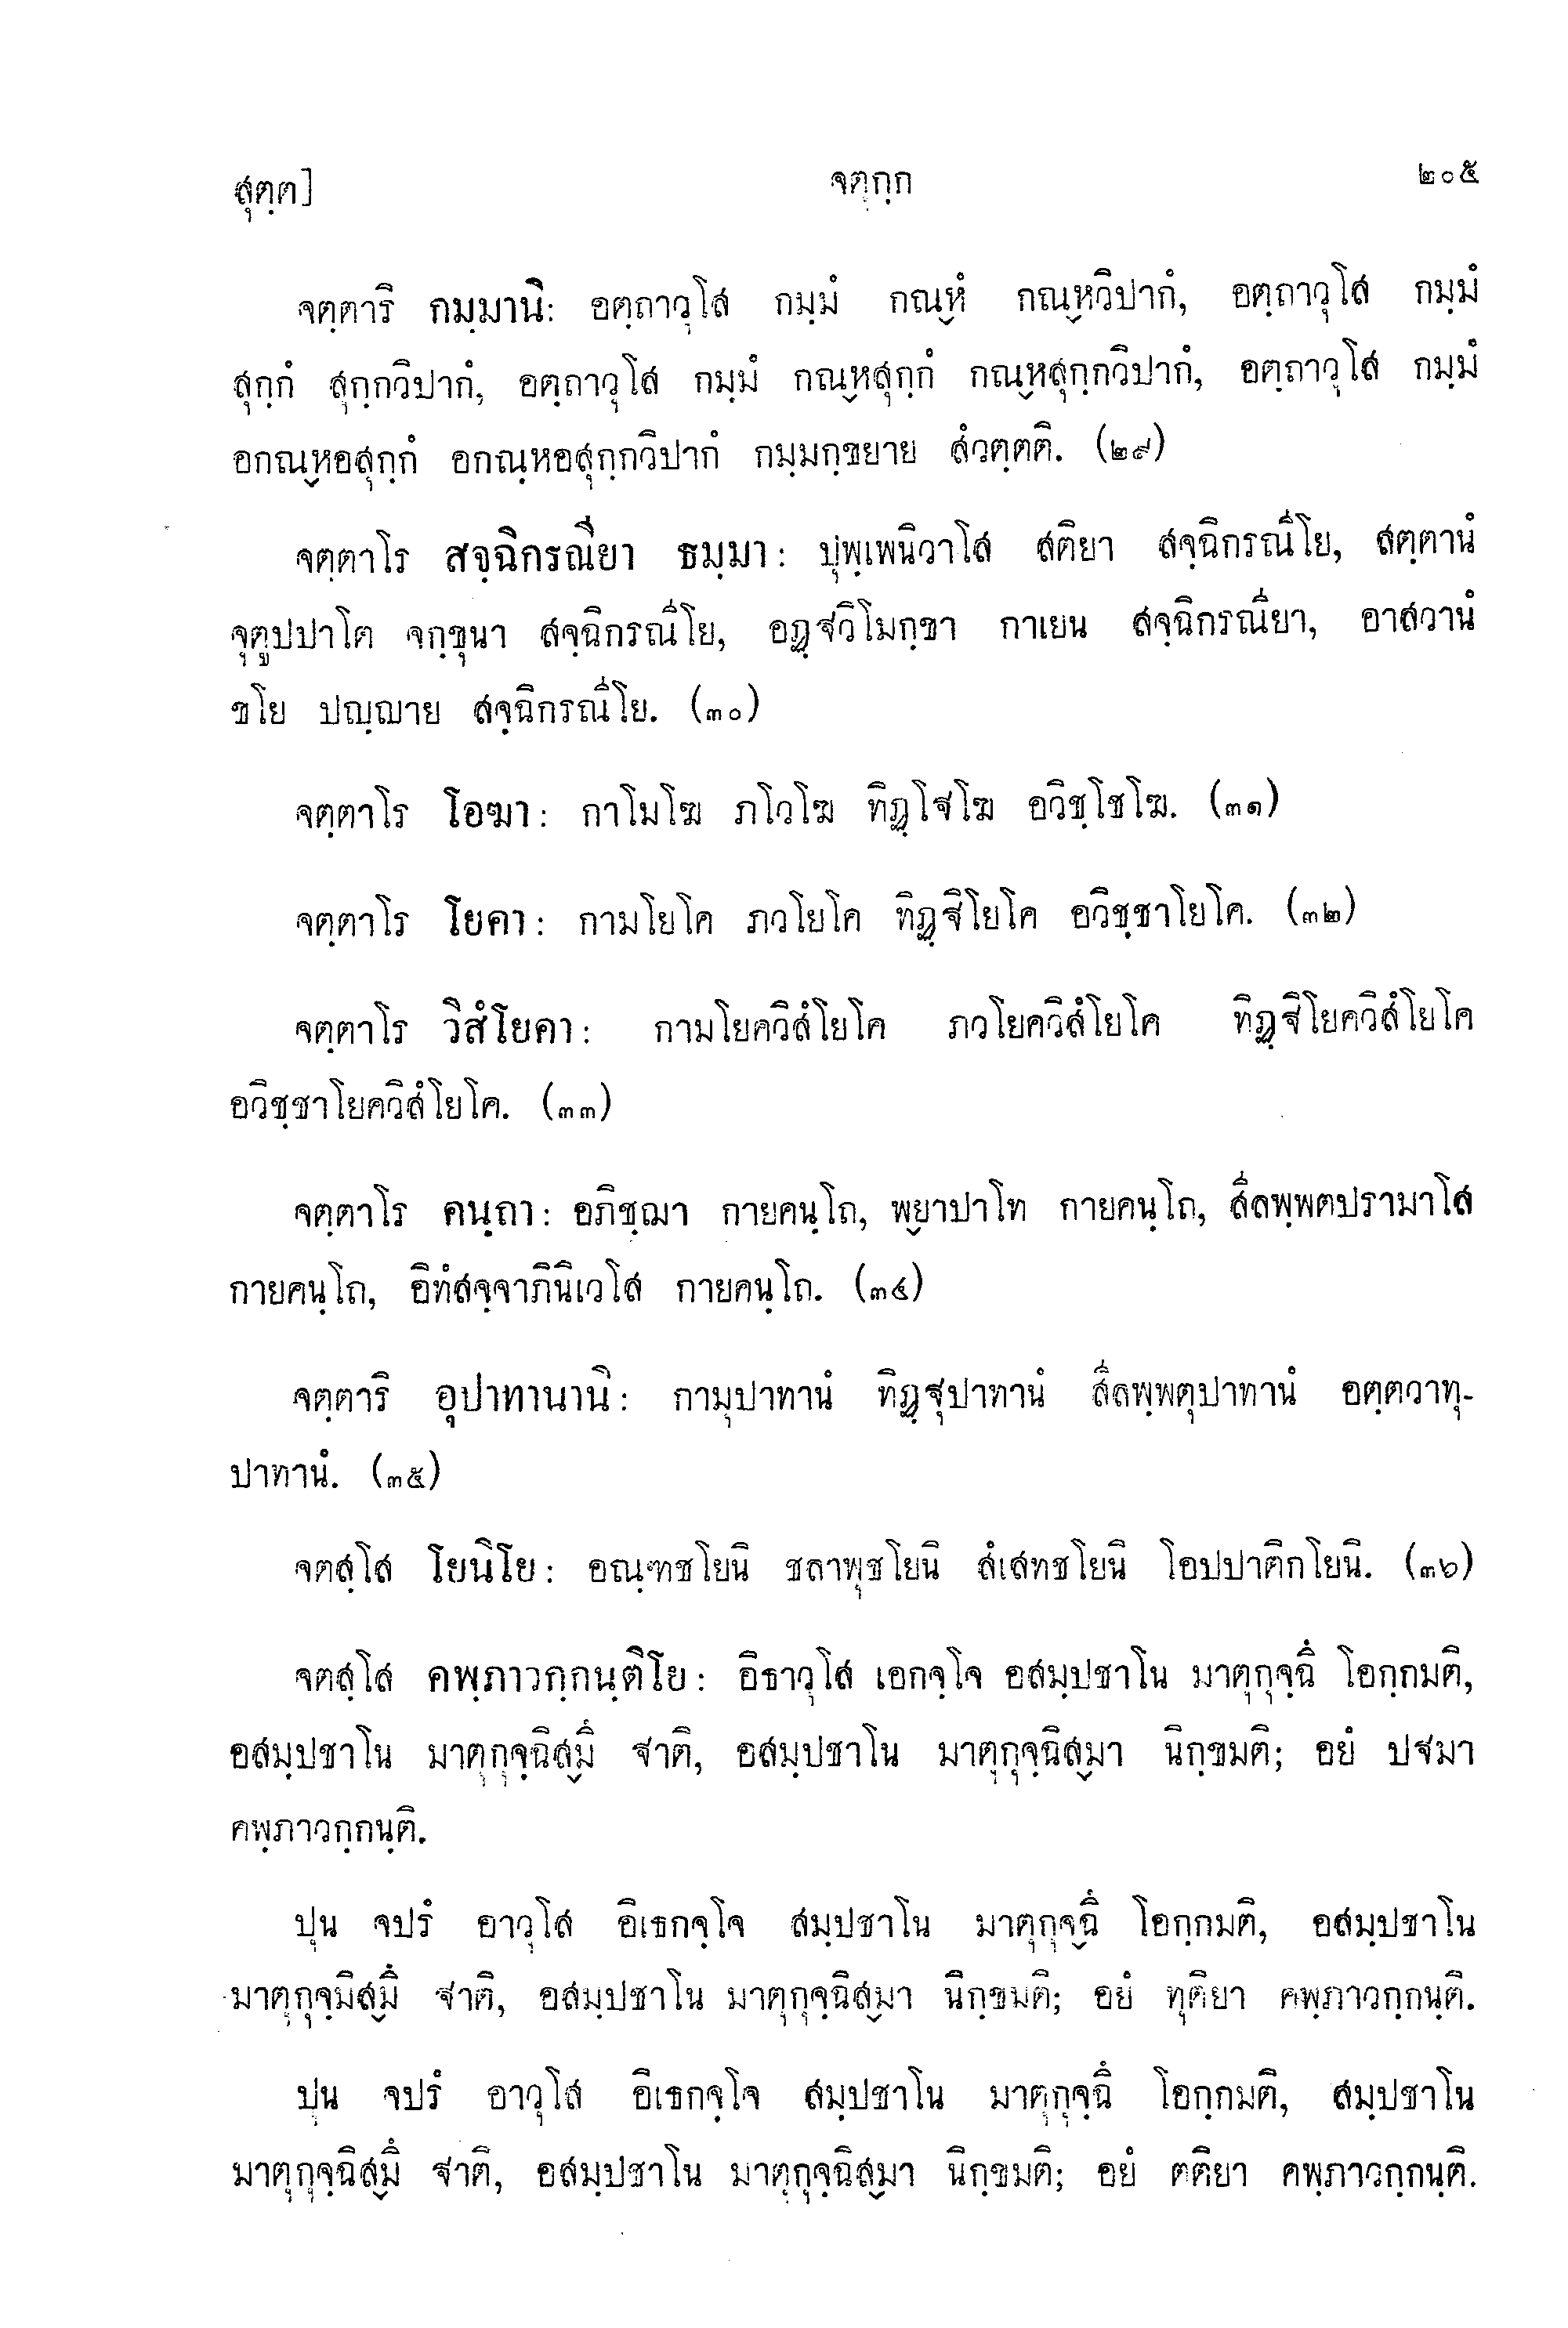 สุตฺต]
จตุกฺก
๒๐๕
จตฺตาริ กมฺมานิ: อตฺถาวุโส กมฺมํ กณฺหํ กณฺหวิปากํ, อตฺถาวุโส กมฺมํ
สุกฺกํ สุกฺกวิปากํ, อตฺถาวุโส กมฺมํ กณฺหสุกฺกํ กณฺหสุกฺกวิปากํ, อตฺถาวุโส กมฺมํ
อกณฺหอสุกฺกํ อกณฺหอสุกฺกวิปากํ กมฺมกฺขยาย สํวตฺตติ. (๒๙)
จตฺตาโร สจฺฉิกรณียา ธมฺมา: ปุพฺเพนิวาโส สติยา สจฺฉิกรณีโย, สตฺตานํ
จุตูปปาโต จกฺขุนา สจฺฉิกรณีโย, อฏฺฐวิโมกฺขา กาเยน สจฺฉิกรณียา, อาสวานํ
ขโย ปญฺญาย สจฺฉิกรณีโย. (๓๐)
จตฺตาโร โอฆา: กาโมโฆ ภโวโฆ ทิฏฺโฐโฆ อวิชฺโชโฆ. (๓๑)
จตฺตาโร โยคา: กามโยโค ภวโยโค ทิฏฺฐิโยโค อวิชฺชาโยโค. (๓๒)
จตฺตาโร วิสํโยคา: กามโยควิสํโยโค ภวโยควิสํโยโค ทิฏฺฐิโยควิสํโยโค
อวิชฺชาโยควิสํโยโค. (๓๓)
จตฺตาโร คนฺถา: อภิชฺฌา กายคนฺโถ, พฺยาปาโท กายคนฺโถ, สีลพฺพตปรามาโส
กายคนฺโถ, อิทํสจฺจาภินิเวโส กายคนฺโถ. (๓๔)
จตฺตาริ อุปาทานานิ: กามุปาทานํ ทิฏฺฐุปาทานํ สีลพฺพตุปาทานํ อตฺตวาทุ-
ปาทานํ. (๓๕)
จตสฺโส โยนิโย: อณฺฑชโยนิ ชลาพุชโยนิ สํเสทชโยนิ โอปปาติกโยนิ. (๓๖)
จตสฺโส คพฺภาวกฺกนฺติโย: อิธาวุโส เอกจฺโจ อสมฺปชาโน มาตุกุจฺฉึ โอกฺกมติ,
อสมฺปชาโน มาตุกุจฺฉิสฺมึ ฐาติ, อสมฺปชาโน มาตุกุจฺฉิสฺมา นิกฺขมติ; อยํ ปฐมา
คพฺภาวกฺกนฺติ.
ปุน จปรํ อาวุโส อิเธกจฺโจ สมฺปชาโน มาตุกุจฺฉึ โอกฺกมติ, อสมฺปชาโน
มาตุกุจฺมิสฺมึ ฐาติ, อสมฺปชาโน มาตุกุจฺฉิสฺมา นิกฺขมติ; อยํ ทุติยา คพฺภาวกฺกนฺติ.
ปุน จปรํ อาวุโส อิเธกจฺโจ สมฺปชาโน มาตุกุจฺฉึ โอกฺกมติ, สมฺปชาโน
มาตุกุจฺฉิสฺมึ ฐาติ, อสมฺปชาโน มาตุกุจฺฉิสฺมา นิกฺขมติ; อยํ ตติยา คพฺภาวกฺกนฺติ.